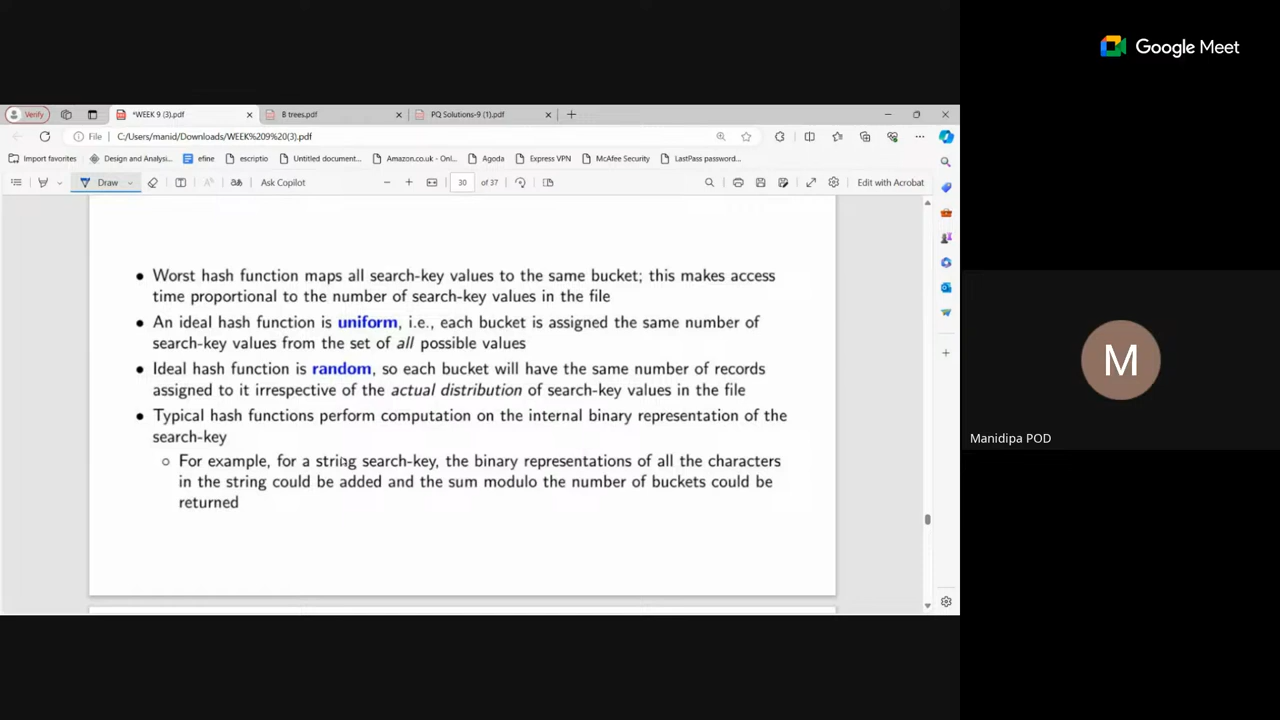 Google Meet
Verify
*WEEK 9 (3).pdf
B trees.pdf
PQ Solutions-9 (1).pdf
File
C:/Users/manid/Downloads/WEEK%209%20(3).pdf
Import favorites
Design and Analysi...
efine
escriptio
Untitled document...
Amazon.co.uk - Onl...
Agoda
Express VPN
McAfee Security
LastPass password...
Draw
Ask Copilot
30 of 37
Edit with Acrobat
• Worst hash function maps all search-key values to the same bucket; this makes access
time proportional to the number of search-key values in the file
• An ideal hash function is uniform, i.e., each bucket is assigned the same number of
search-key values from the set of all possible values
• Ideal hash function is random, so each bucket will have the same number of records
assigned to it irrespective of the actual distribution of search-key values in the file
• Typical hash functions perform computation on the internal binary representation of the
search-key
○ For example, for a string search-key, the binary representations of all the characters
in the string could be added and the sum modulo the number of buckets could be
returned
M
Manidipa POD